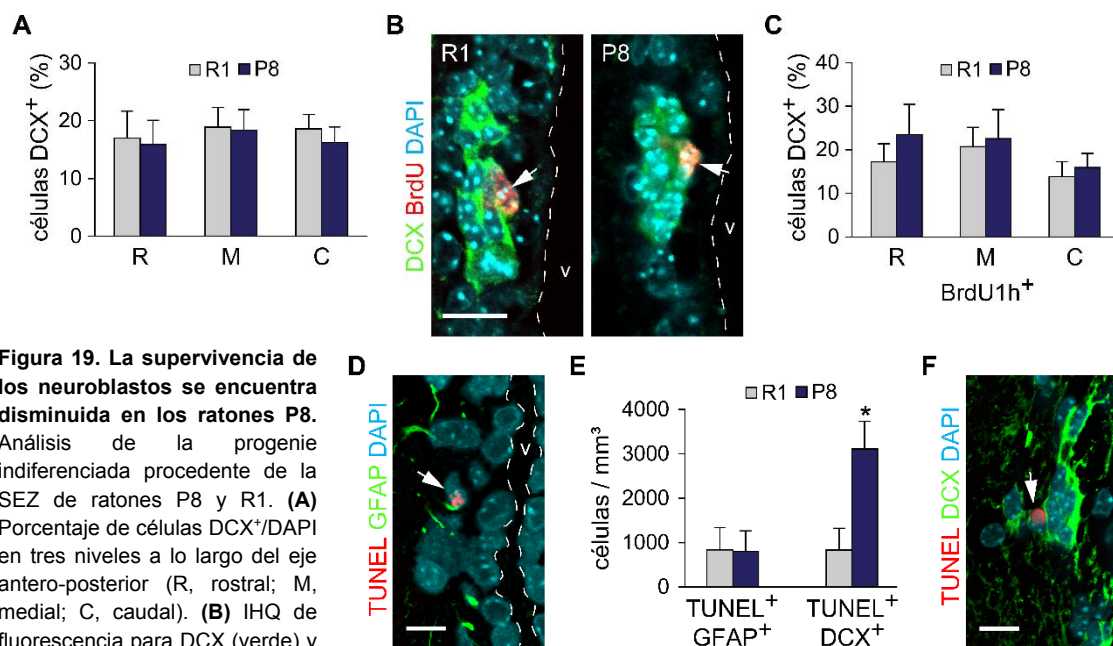 A
células DCX⁺ (%)
30
20
10
0
R1 P8
R M C
B
DCX BrdU DAPI
R1
v
P8
v
C
células DCX⁺ (%)
40
30
20
10
0
R1 P8
R M C
BrdU1h⁺
Figura 19. La supervivencia de
los neuroblastos se encuentra
disminuida en los ratones P8.
Análisis de la progenie
indiferenciada procedente de la
SEZ de ratones P8 y R1. (A)
Porcentaje de células DCX⁺/DAPI
en tres niveles a lo largo del eje
antero-posterior (R, rostral; M,
medial; C, caudal). (B) IHQ de
fluorescencia para DCX (verde) y
D
TUNEL GFAP DAPI
v
E
células / mm³
4000
3000
2000
1000
0
R1 P8
*
TUNEL⁺ TUNEL⁺
GFAP⁺ DCX⁺
F
TUNEL DCX DAPI